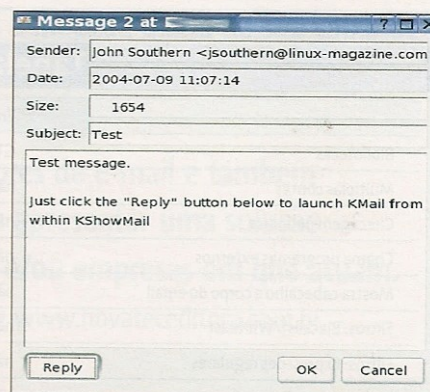 Message 2 at
Sender: John Southern <jsouthern@linux-magazine.com
Date: 2004-07-09 11:07:14
Size: 1654
Subject: Test
Test message.
Just click the "Reply" button below to launch KMail from
within KShowMail
Reply OK Cancel